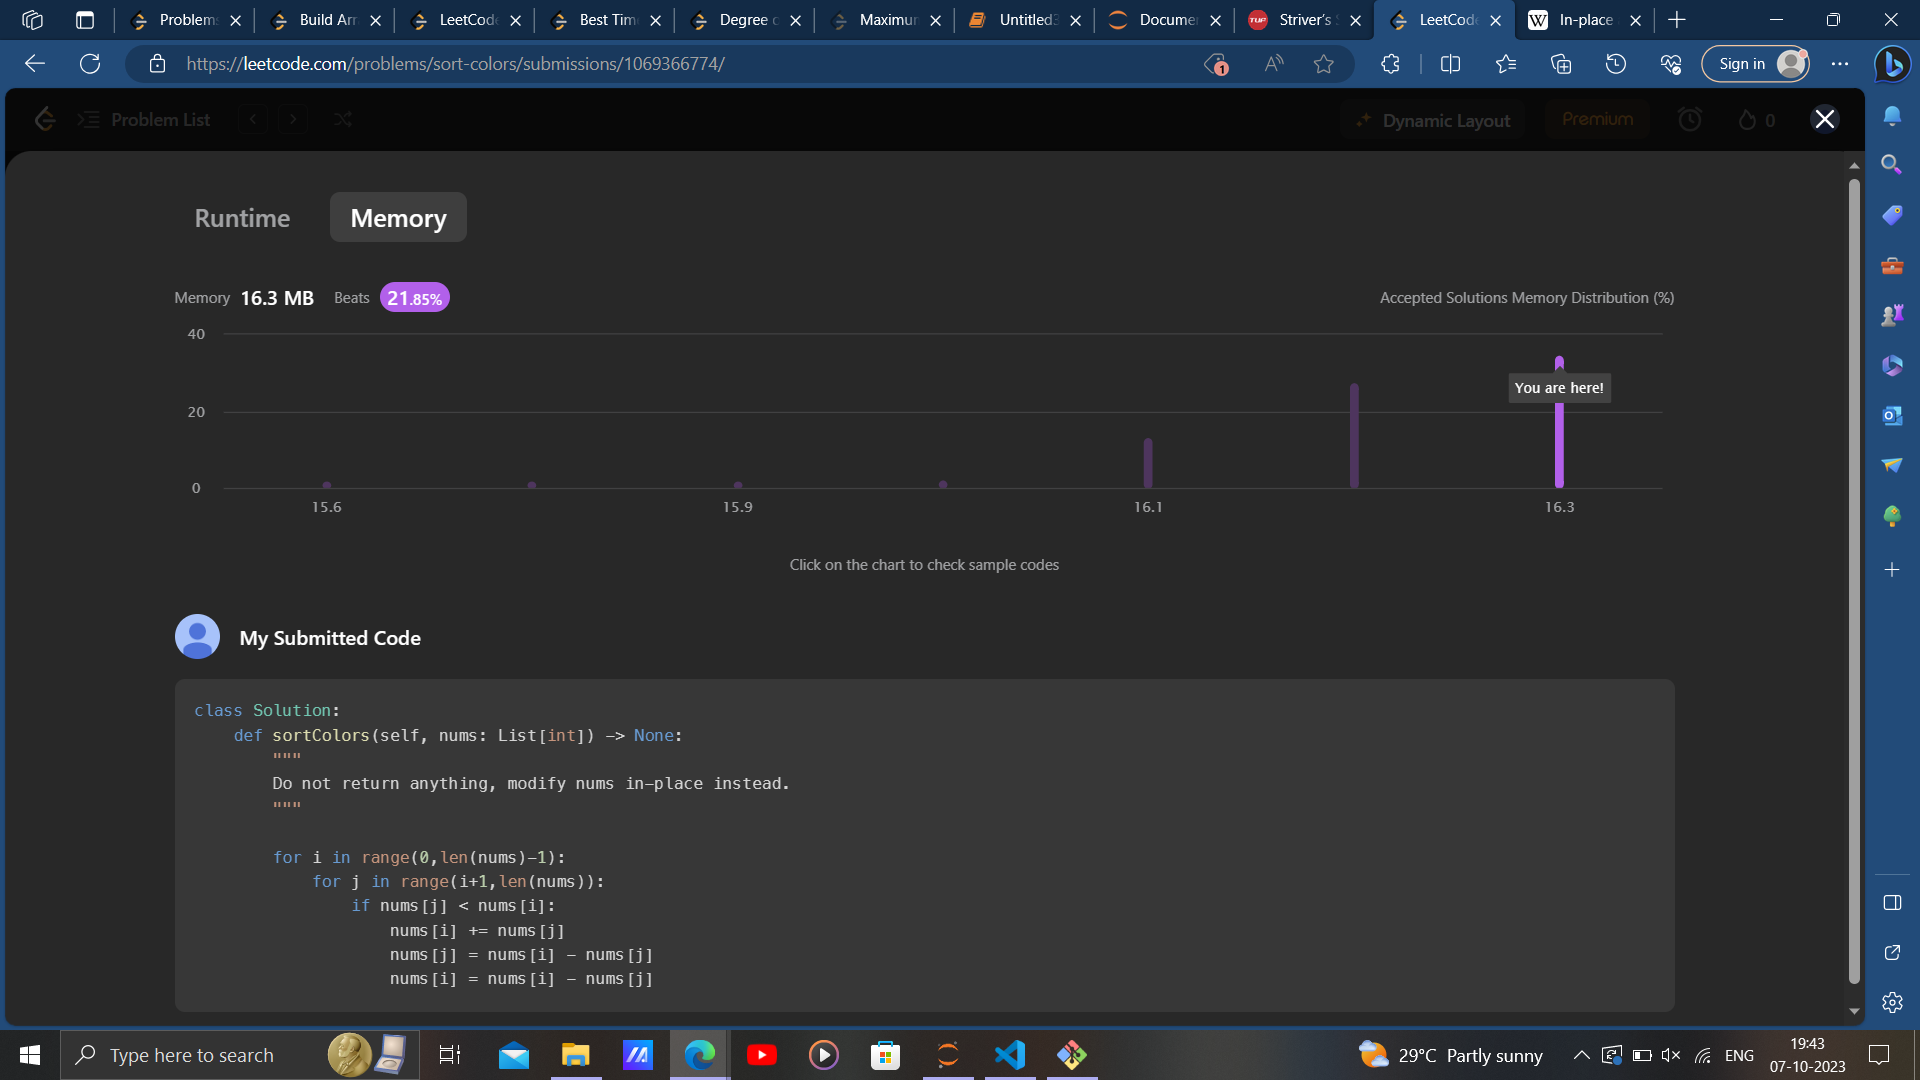 Problems
Build Arr
LeetCode
Best Time
Degree o
Maximum
Untitled3
Docume
TUF
Striver's S
LeetCode
W
In-place
https://leetcode.com/problems/sort-colors/submissions/1069366774/
1
Sign in
Problem List
Dynamic Layout
Premium
0
Runtime
Memory
Memory 16.3 MB Beats 21.85%
Accepted Solutions Memory Distribution (%)
40
You are here!
20
0
15.6
15.9
16.1
16.3
Click on the chart to check sample codes
My Submitted Code
class Solution:
def sortColors(self, nums: List[int]) -> None:
"""
Do not return anything, modify nums in-place instead.
"""
for i in range(0,len(nums)-1):
for j in range(i+1,len(nums)):
if nums[j] < nums[i]:
nums[i] += nums[j]
nums[j] = nums[i] - nums[j]
nums[i] = nums[i] - nums[j]
Type here to search
29°C Partly sunny
ENG
19:43
07-10-2023